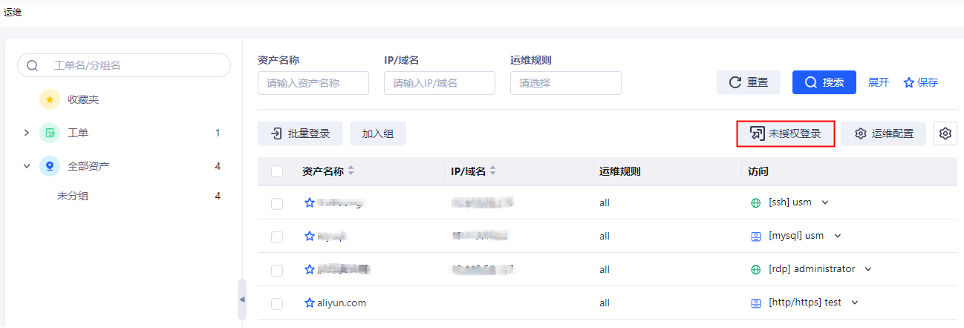 运维
工单名/分组名
收藏夹
工单 1
全部资产 4
未分组 4
资产名称 IP/域名 运维规则
请输入资产名称 请输入IP/域名 请选择 重置 搜索 展开 保存
批量登录 加入组 未授权登录 运维配置
资产名称 IP/域名 运维规则 访问
all [ssh] usm
all [mysql] usm
all [rdp] administrator
aliyun.com all [http/https] test